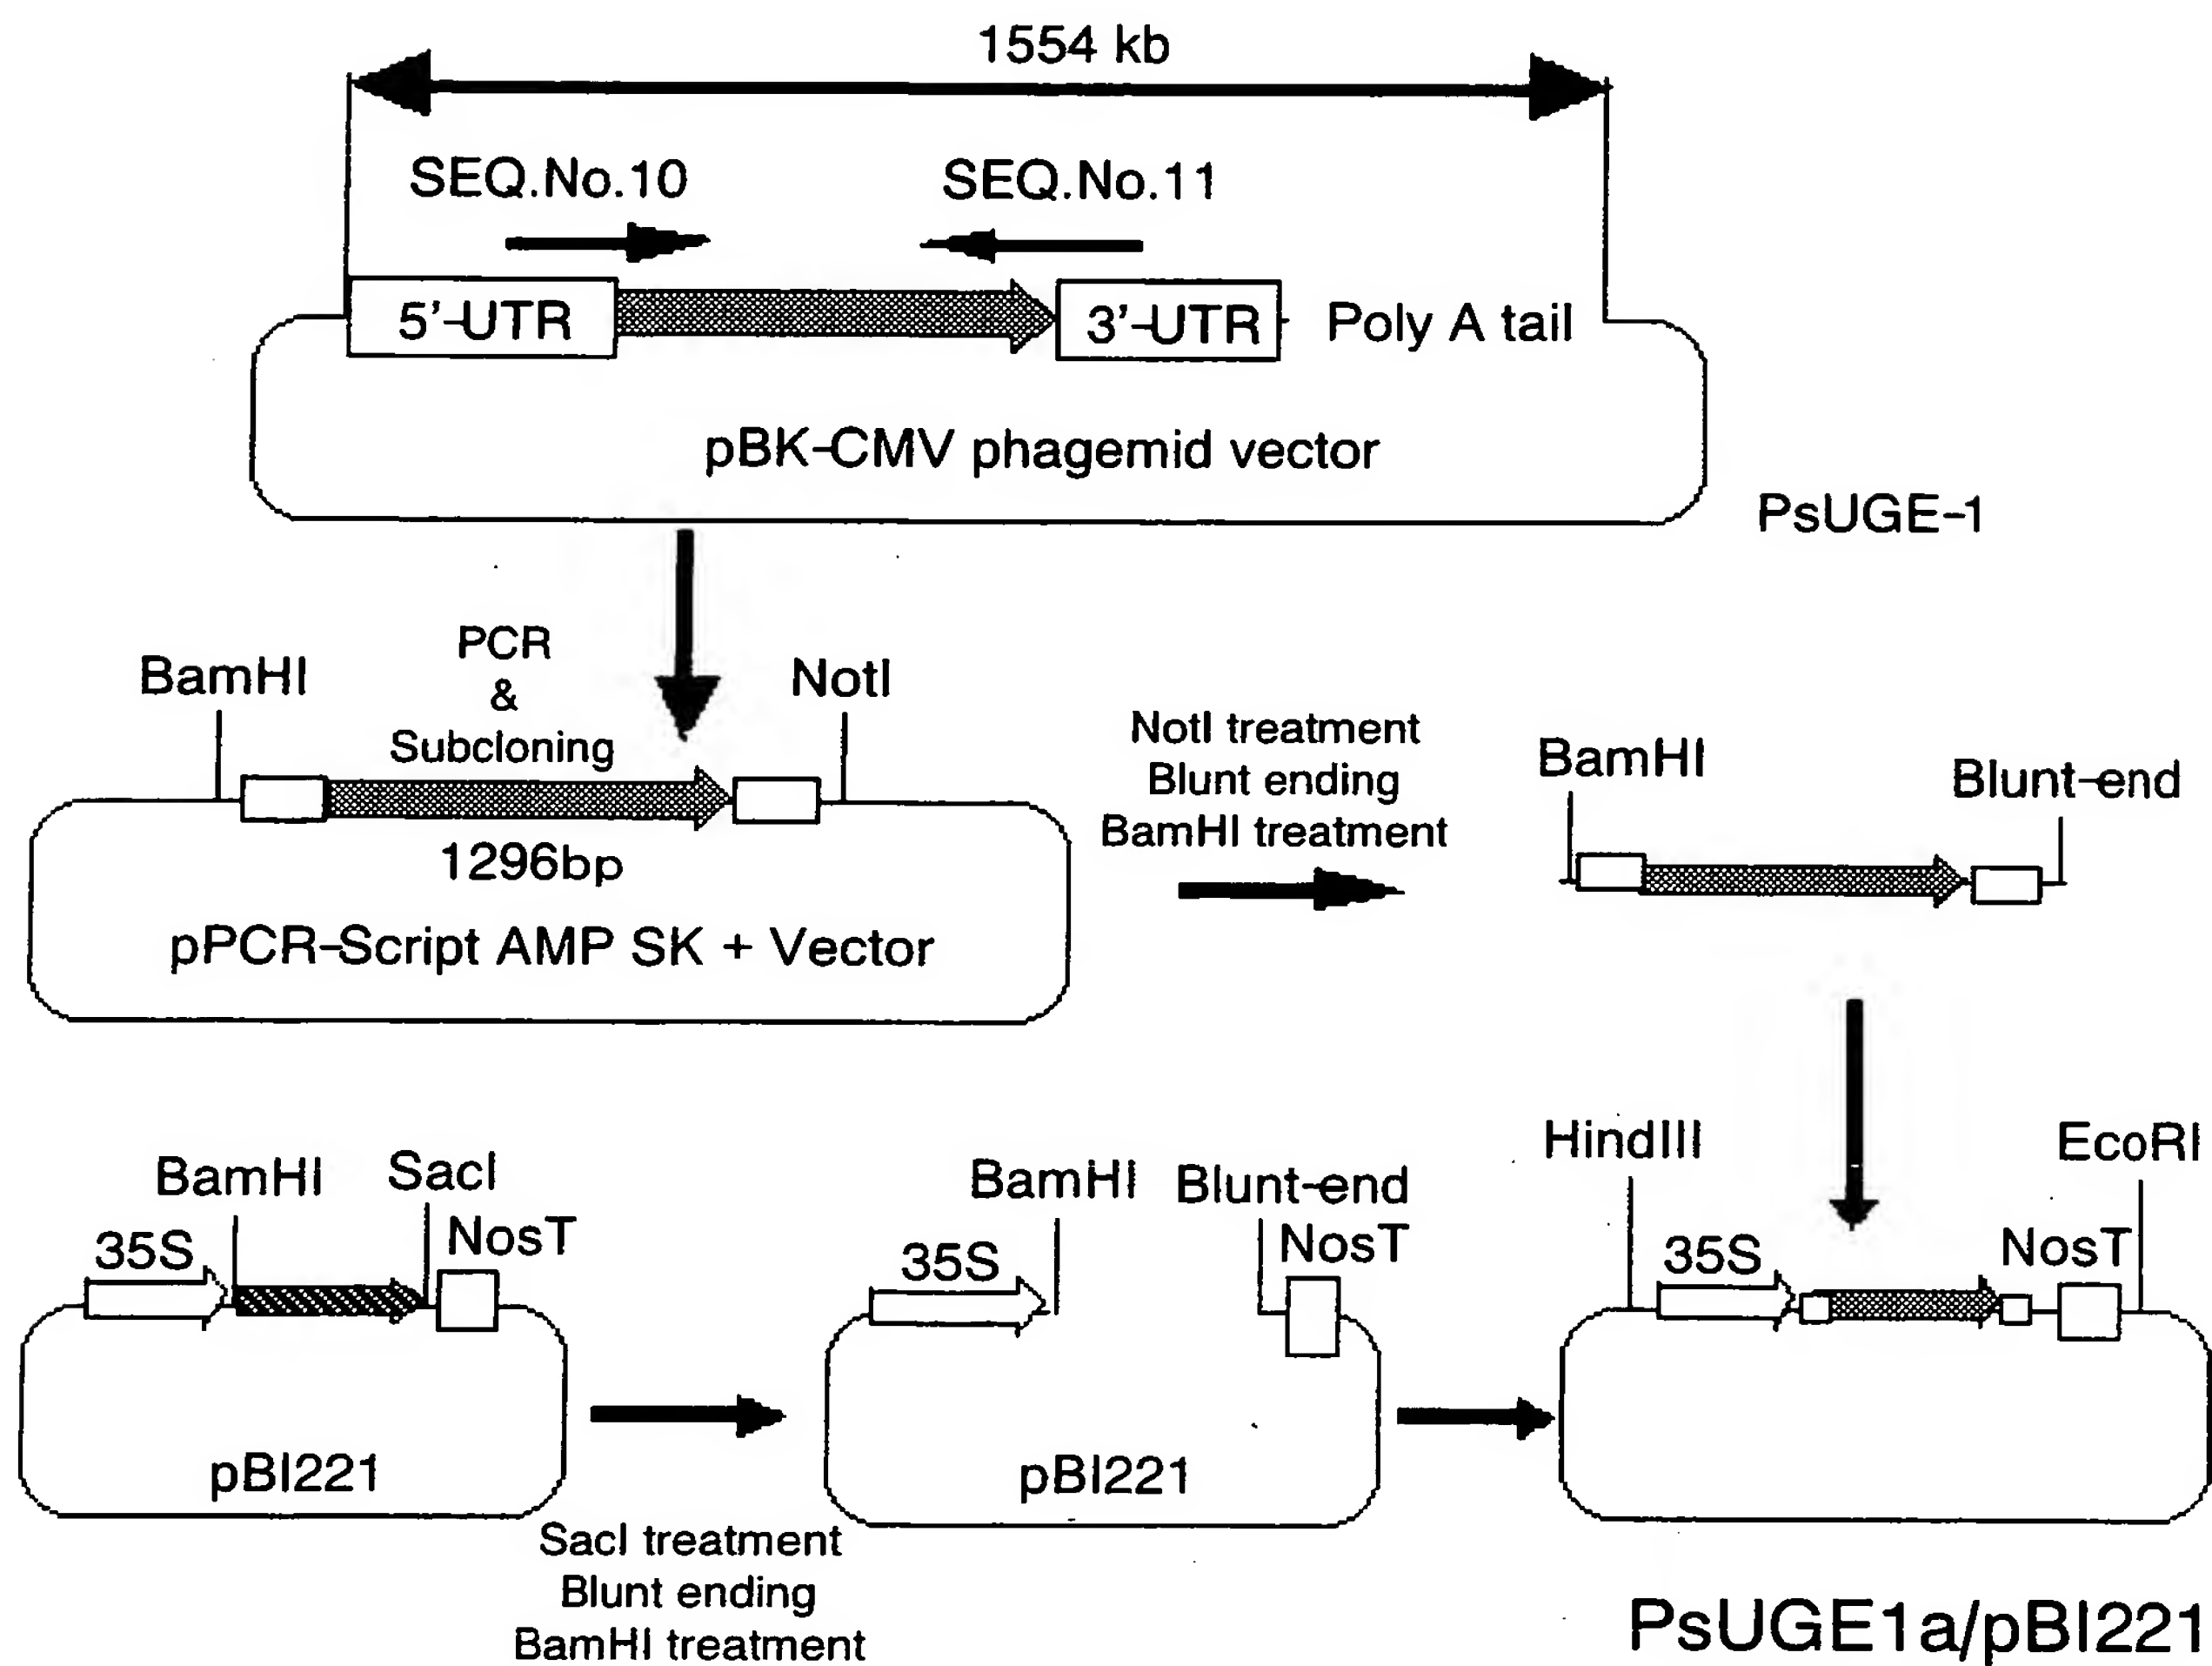 1554 kb
SEQ.No.10
SEQ.No.11
5'-UTR
3'-UTR
Poly A tail
pBK-CMV phagemid vector
PsUGE-1
PCR
&
Subcloning
BamHI
NotI
1296bp
pPCR-Script AMP SK + Vector
NotI treatment
Blunt ending
BamHI treatment
BamHI
Blunt-end
BamHI
SacI
35S
NosT
pBI221
SacI treatment
Blunt ending
BamHI treatment
BamHI
Blunt-end
35S
NosT
pBI221
HindIII
EcoRI
35S
NosT
PsUGE1a/pBI221